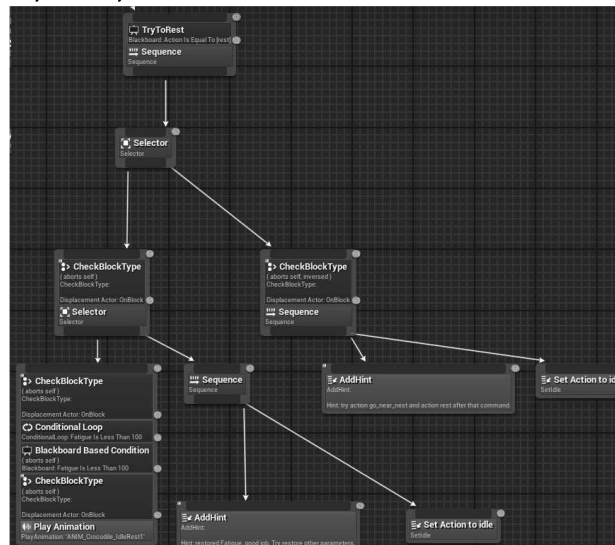 TryToRest
Blackboard: Action Is Equal To [rest]
Sequence
Sequence
Selector
Selector
CheckBlockType
( aborts self )
CheckBlockType:
Displacement Actor: OnBlock
Selector
Selector
CheckBlockType
( aborts self, inversed )
CheckBlockType:
Displacement Actor: OnBlock
Sequence
Sequence
CheckBlockType
( aborts self )
CheckBlockType:
Displacement Actor: OnBlock
Conditional Loop
ConditionalLoop: Fatigue Is Less Than 100
Blackboard Based Condition
( aborts self )
Blackboard: Fatigue Is Less Than 100
CheckBlockType
( aborts self )
CheckBlockType:
Displacement Actor: OnBlock
Play Animation
PlayAnimation: 'ANIM_Crocodile_IdleRest1'
Sequence
Sequence
AddHint
AddHint:
Hint: try action go_near_nest and action rest after that command.
Set Action to id
SetIdle
AddHint
AddHint:
Hint: restored Fatigue, good job. Try restore other parameters.
Set Action to idle
SetIdle